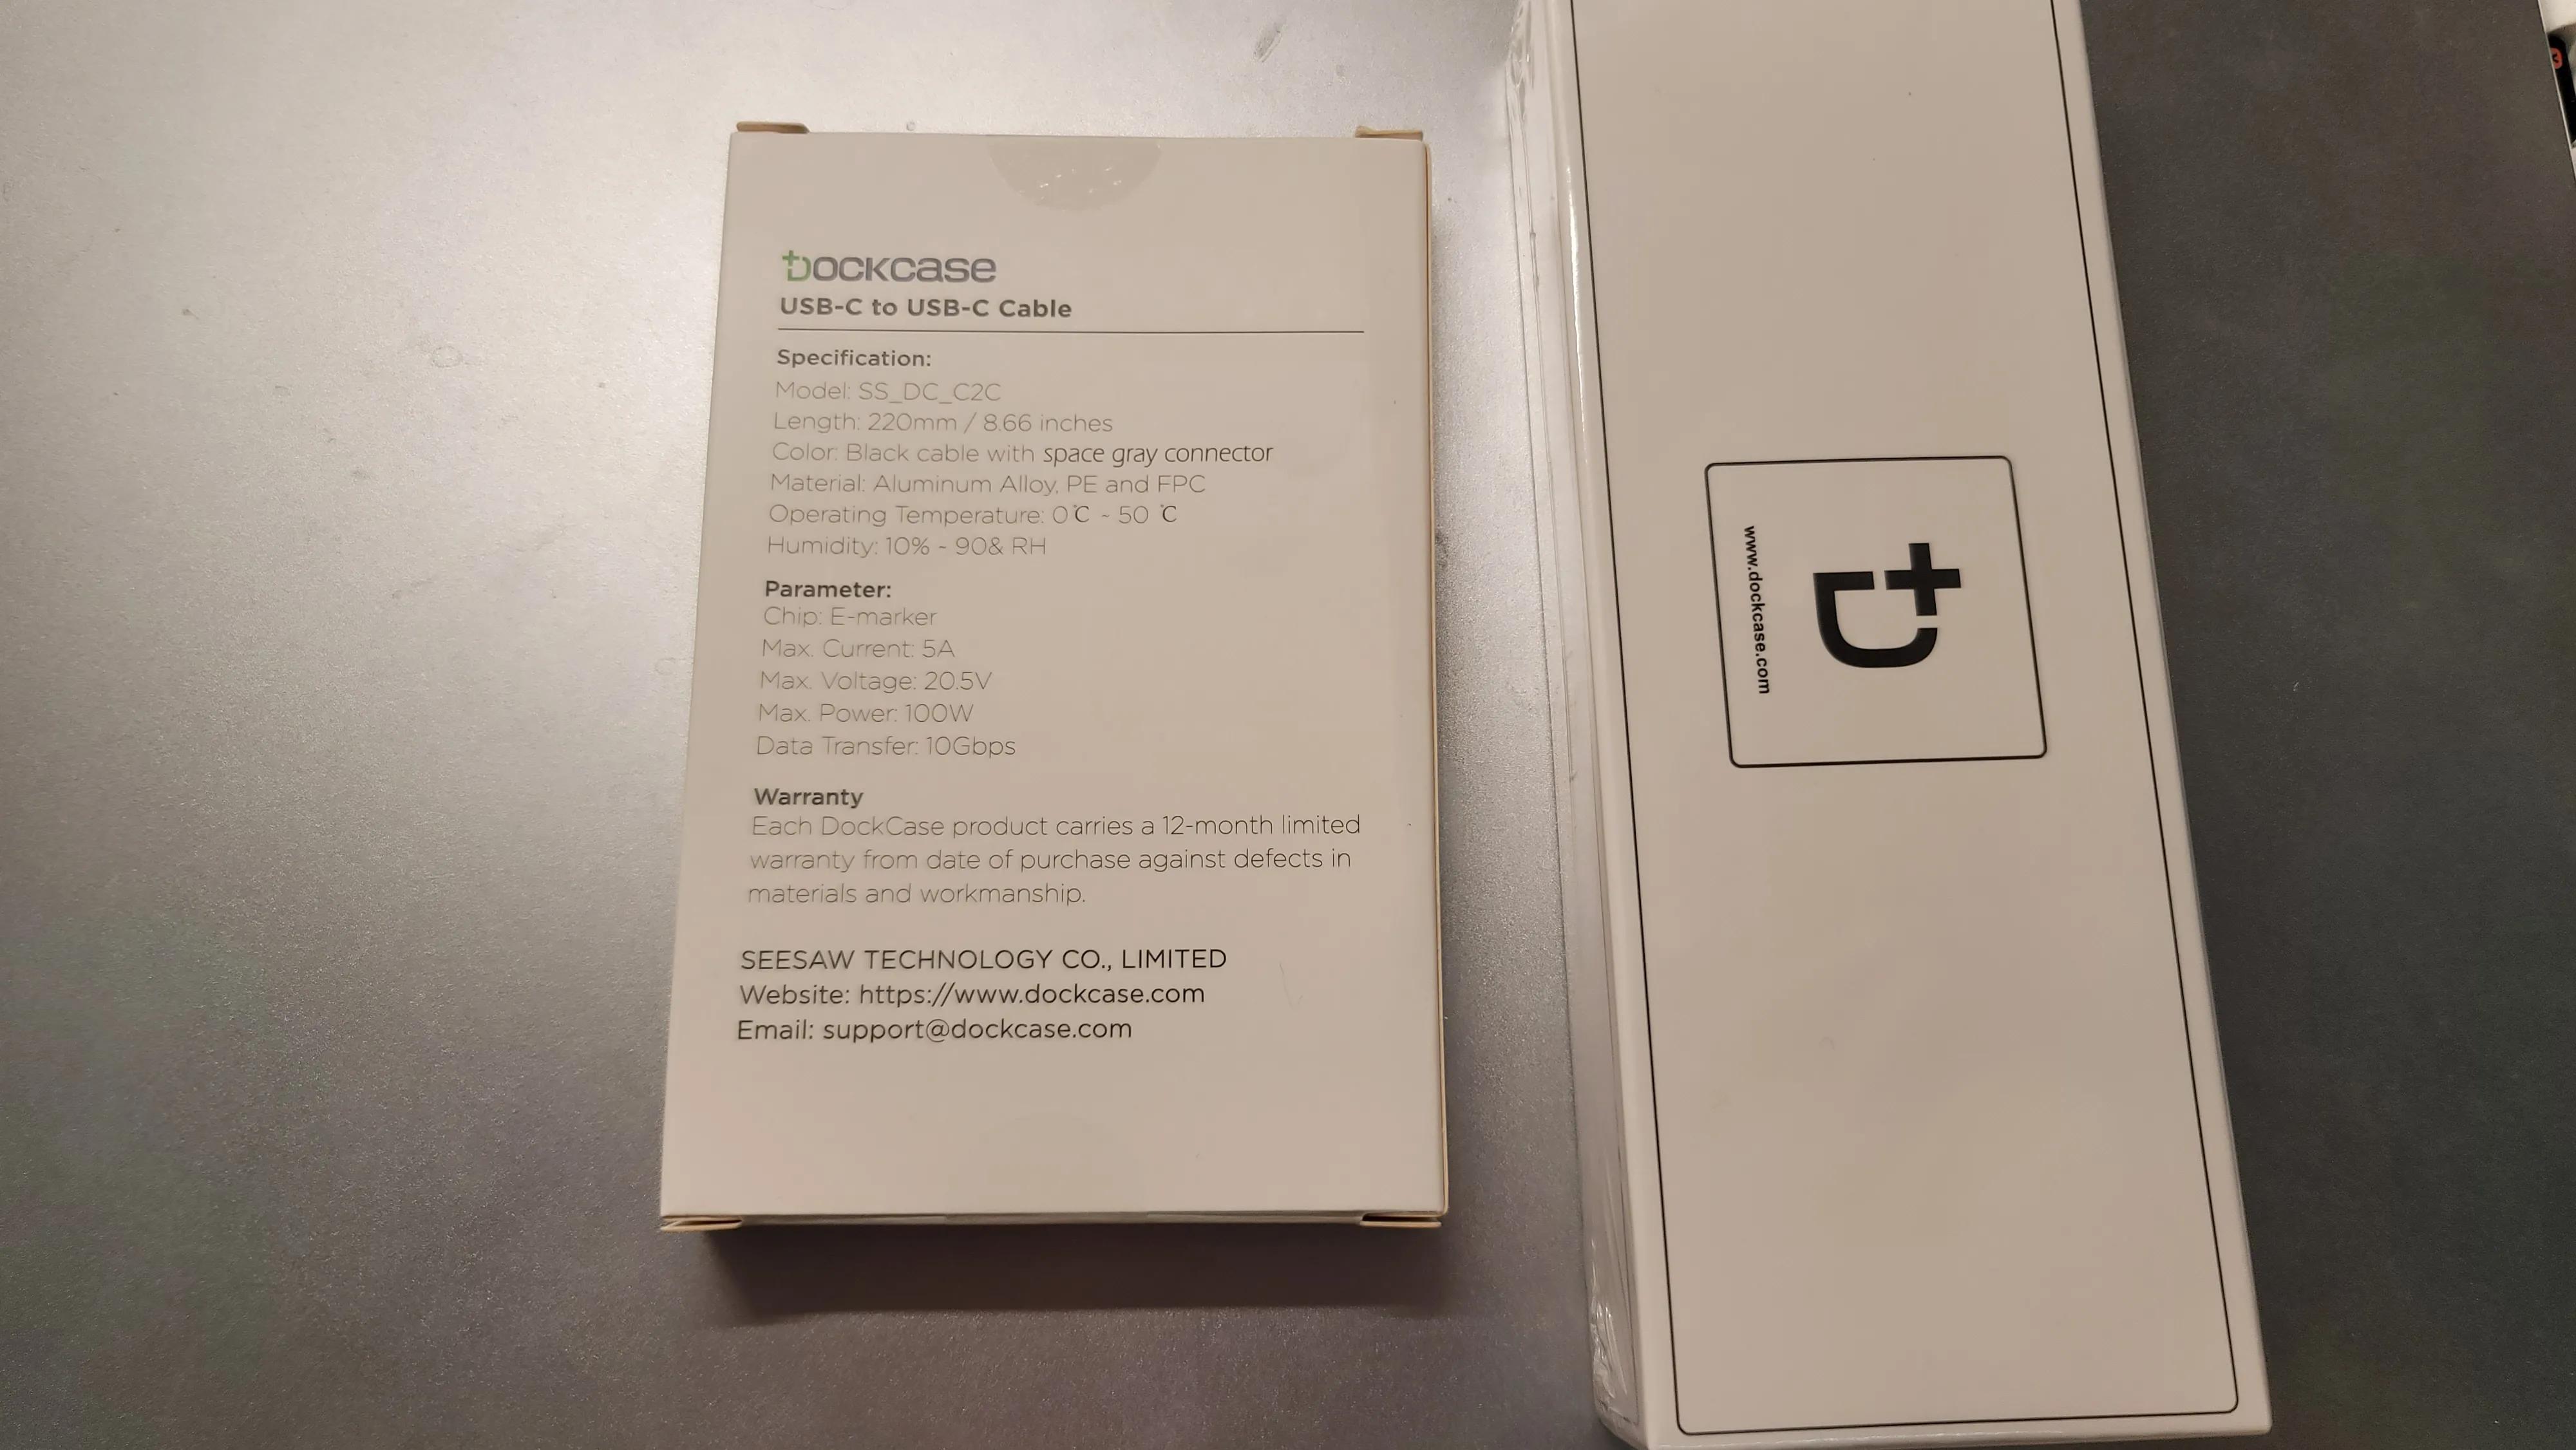 Dockcase
USB-C to USB-C Cable
Specification:
Model: SS_DC_C2C
Length: 220mm / 8.66 inches
Color: Black cable with space gray connector
Material: Aluminum Alloy, PE and FPC
Operating Temperature: 0℃ ~ 50 ℃
Humidity: 10% ~ 90& RH
Parameter:
Chip: E-marker
Max. Current: 5A
Max. Voltage: 20.5V
Max. Power: 100W
Data Transfer: 10Gbps
Warranty
Each DockCase product carries a 12-month limited
warranty from date of purchase against defects in
materials and workmanship.
SEESAW TECHNOLOGY CO., LIMITED
Website: https://www.dockcase.com
Email: support@dockcase.com
www.dockcase.com